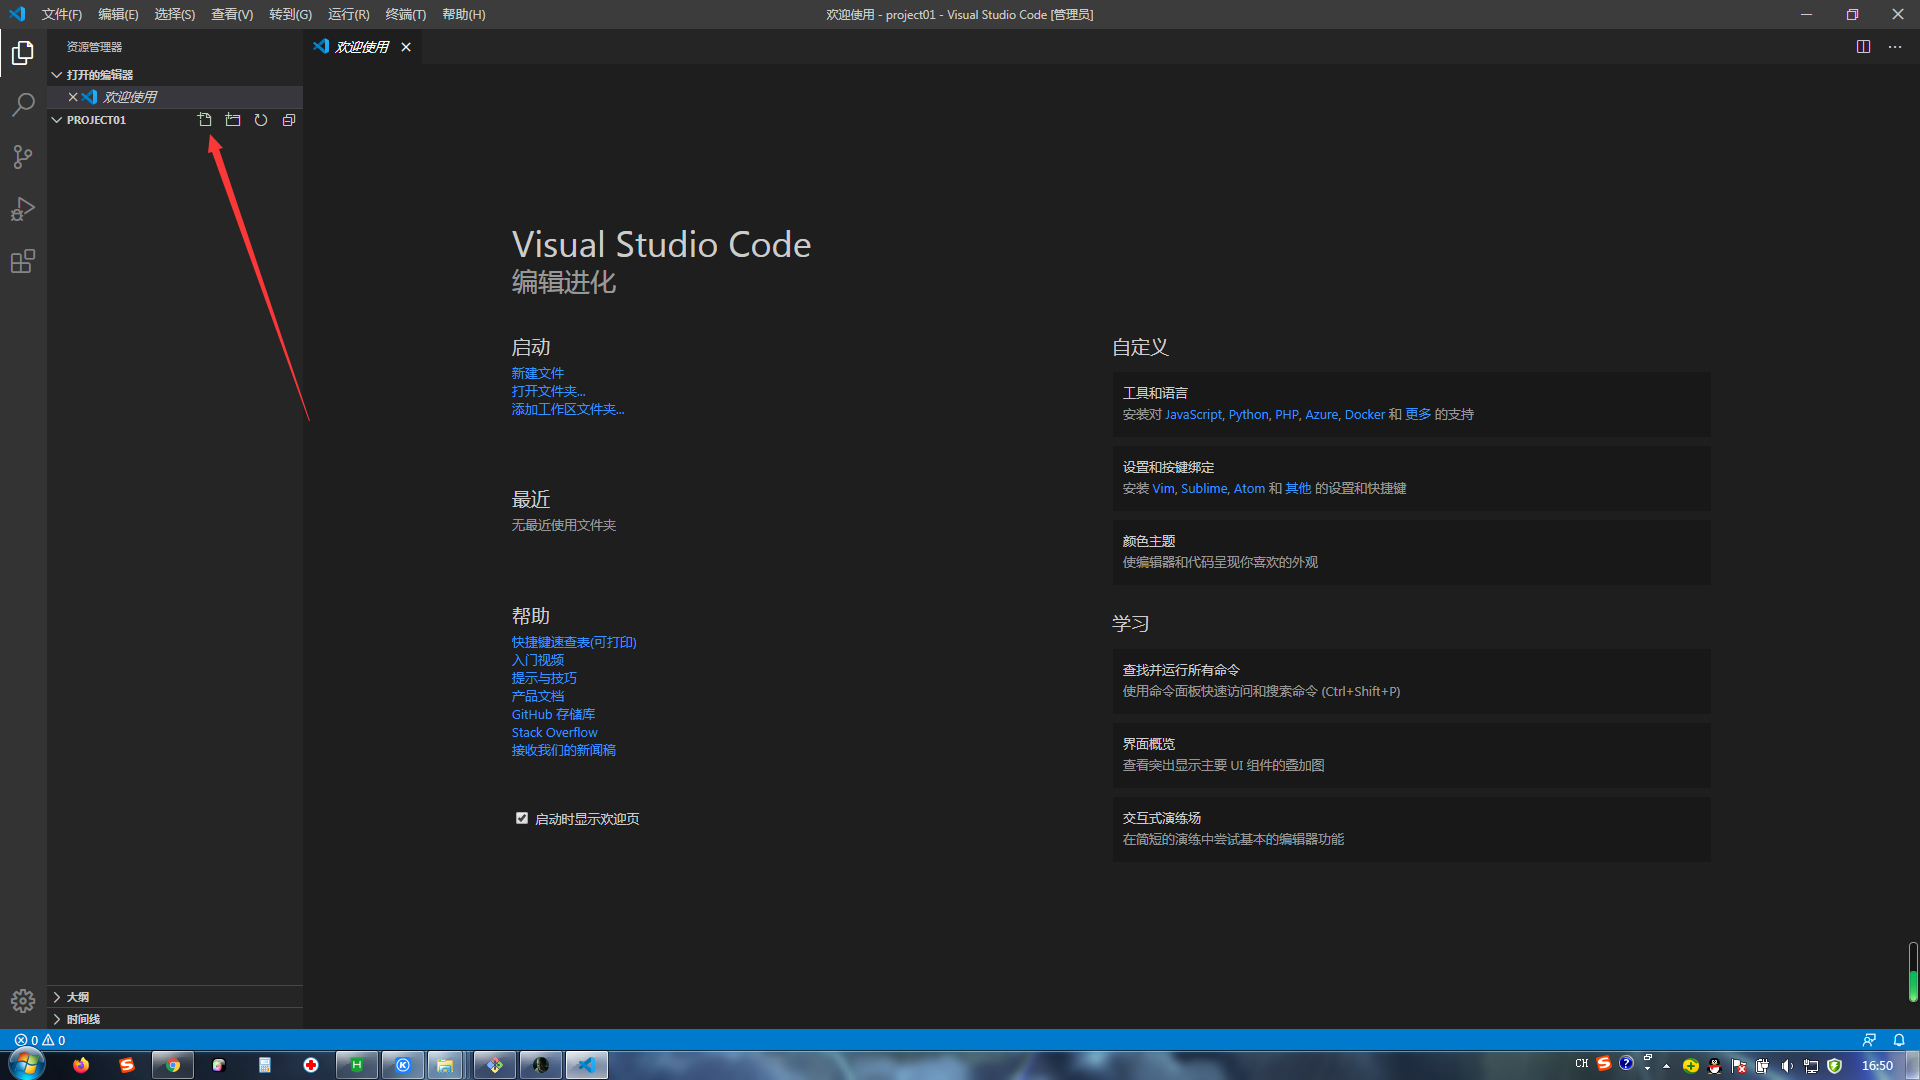 文件(F) 编辑(E) 选择(S) 查看(V) 转到(G) 运行(R) 终端(T) 帮助(H)
欢迎使用 - project01 - Visual Studio Code [管理员]
资源管理器
打开的编辑器
欢迎使用
PROJECT01
大纲
时间线
欢迎使用
Visual Studio Code
编辑进化
启动
新建文件
打开文件夹...
添加工作区文件夹...
最近
无最近使用文件夹
帮助
快捷键速查表(可打印)
入门视频
提示与技巧
产品文档
GitHub 存储库
Stack Overflow
接收我们的新闻稿
启动时显示欢迎页
自定义
工具和语言
安装对 JavaScript, Python, PHP, Azure, Docker 和 更多 的支持
设置和按键绑定
安装 Vim, Sublime, Atom 和 其他 的设置和快捷键
颜色主题
使编辑器和代码呈现你喜欢的外观
学习
查找并运行所有命令
使用命令面板快速访问和搜索命令 (Ctrl+Shift+P)
界面概览
查看突出显示主要 UI 组件的叠加图
交互式演练场
在简短的演练中尝试基本的编辑器功能
0 0
CH
16:50